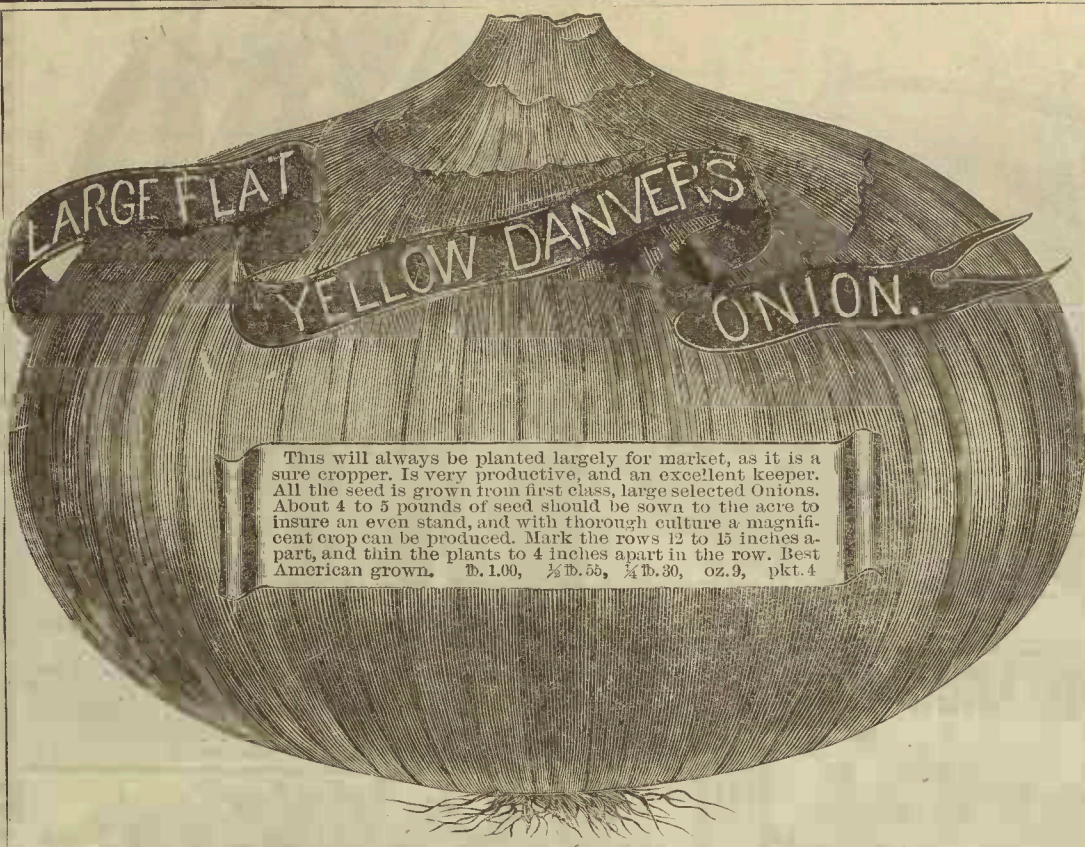 LARGE FLAT
YELLOW DANVERS
ONION.
This will always be planted largely for market, as it is a
sure cropper. Is very productive, and an excellent keeper.
All the seed is grown from first class, large selected Onions.
About 4 to 5 pounds of seed should be sown to the acre to
insure an even stand, and with thorough culture a magnifi-
cent crop can be produced. Mark the rows 12 to 15 inches a-
part, and thin the plants to 4 inches apart in the row. Best
American grown. ℔. 1.00, ½ ℔. 55, ¼ ℔. 30, oz. 9, pkt. 4